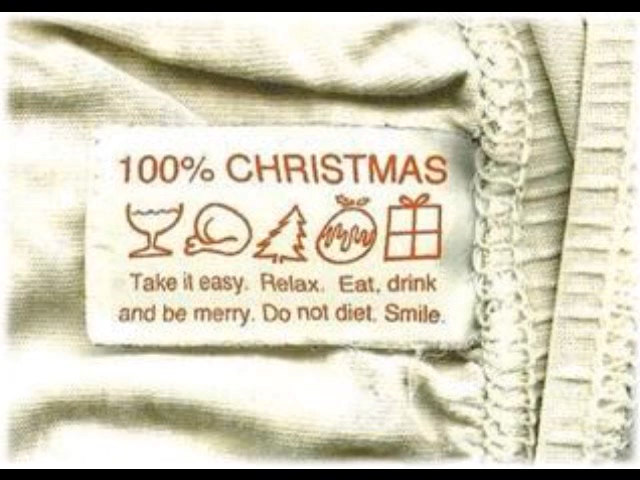 100% CHRISTMAS
Take it easy. Relax. Eat, drink
and be merry. Do not diet. Smile.